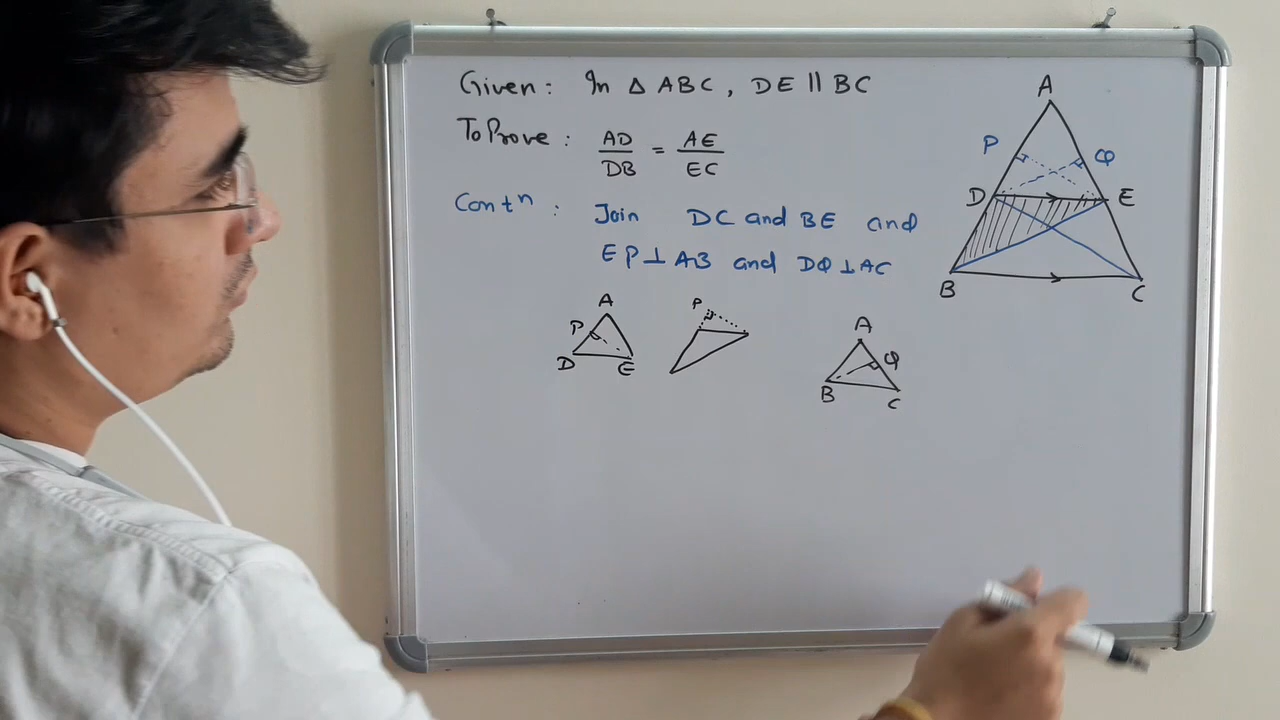 Given: In Δ ABC, DE || BC
To Prove: AD/DB = AE/EC
Contⁿ: Join DC and BE and
EP⊥AB and DQ⊥AC
A
P Q
D E
B C
A
P
D E
P
A
Q
B C